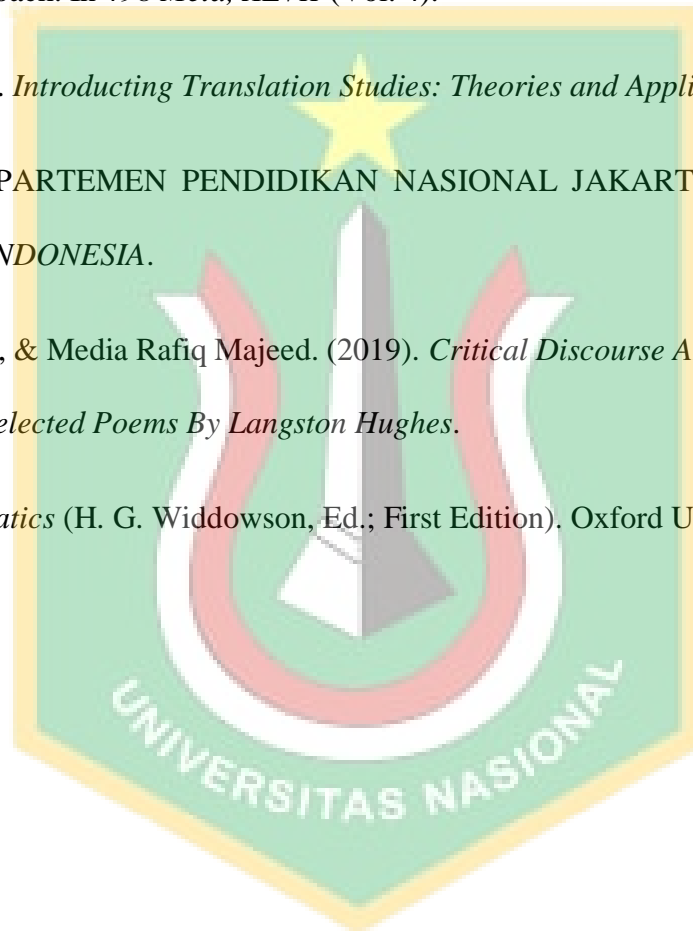 . Introducting Translation Studies: Theories and Appli
PARTEMEN PENDIDIKAN NASIONAL JAKART
NDONESIA.
, & Media Rafiq Majeed. (2019). Critical Discourse A
elected Poems By Langston Hughes.
atics (H. G. Widdowson, Ed.; First Edition). Oxford U
UNIVERSITAS NASIONAL